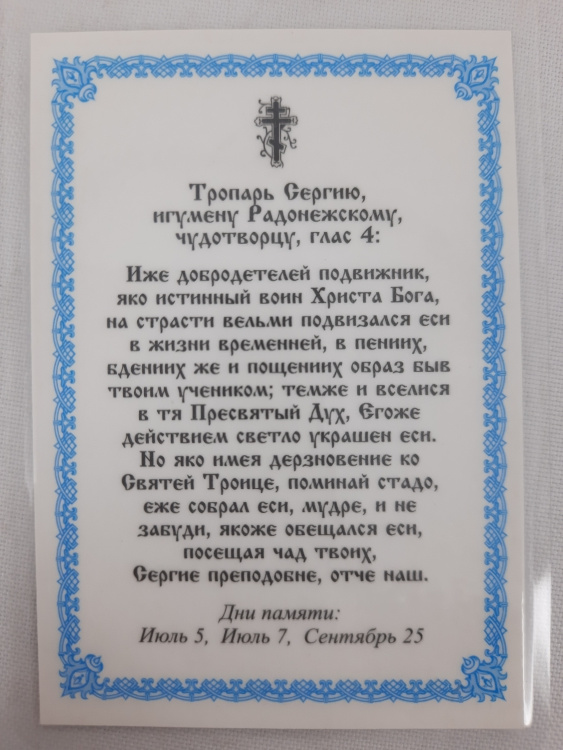 Тропарь Сергию,
игумену Радонежскому,
чудотворцу, глас 4:
Иже добродетелей подвижник,
яко истинный воин Христа Бога,
на страсти вельми подвизался еси
в жизни временней, в пениих,
бдениих же и пощениих образ быв
твоим учеником; темже и вселися
в тя Пресвятый Дух, Егоже
действием светло украшен еси.
Но яко имея дерзновение ко
Святей Троице, поминай стадо,
еже собрал еси, мудре, и не
забуди, якоже обещался еси,
посещая чад твоих,
Сергие преподобне, отче наш.
Дни памяти:
Июль 5, Июль 7, Сентябрь 25